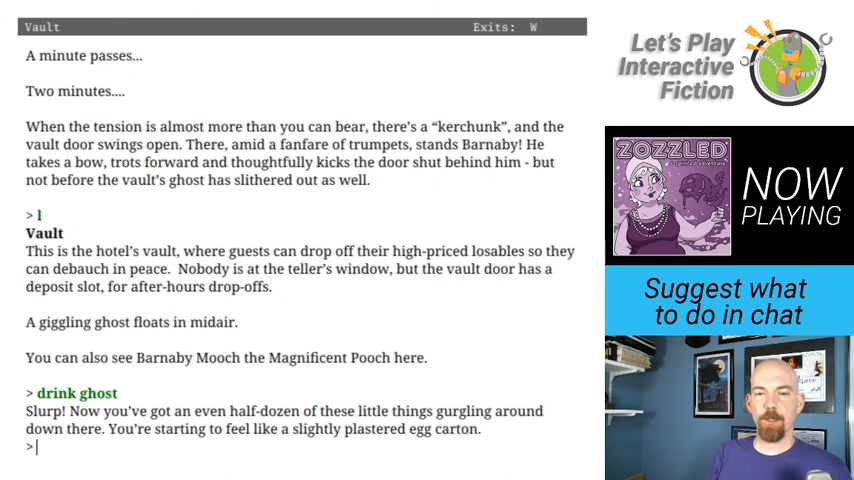 Vault Exits: W
A minute passes...
Two minutes....
When the tension is almost more than you can bear, there's a “kerchunk”, and the
vault door swings open. There, amid a fanfare of trumpets, stands Barnaby! He
takes a bow, trots forward and thoughtfully kicks the door shut behind him - but
not before the vault's ghost has slithered out as well.
> l
Vault
This is the hotel's vault, where guests can drop off their high-priced losables so they
can debauch in peace. Nobody is at the teller's window, but the vault door has a
deposit slot, for after-hours drop-offs.
A giggling ghost floats in midair.
You can also see Barnaby Mooch the Magnificent Pooch here.
> drink ghost
Slurp! Now you've got an even half-dozen of these little things gurgling around
down there. You're starting to feel like a slightly plastered egg carton.
>
Let's Play
Interactive
Fiction
ZOZZLED
NOW
PLAYING
Suggest what
to do in chat